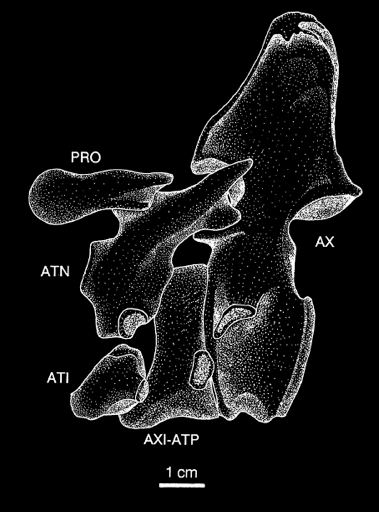 PRO
AX
ATN
ATI
AXI-ATP
1 cm